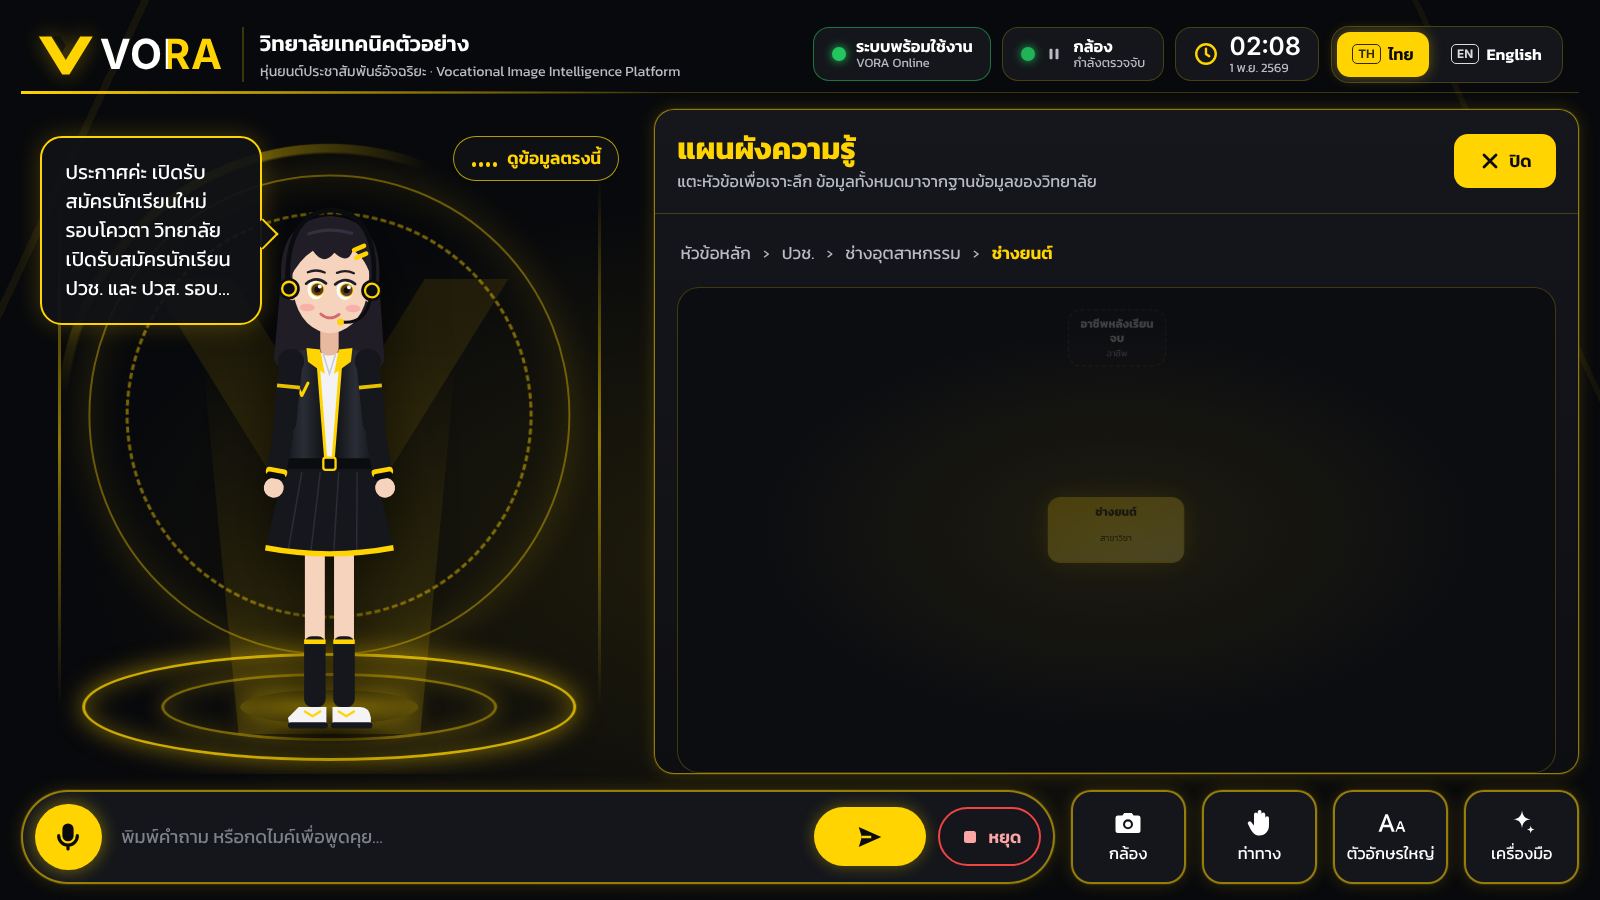 VORA
วิทยาลัยเทคนิคตัวอย่าง
หุ่นยนต์ประชาสัมพันธ์อัจฉริยะ · Vocational Image Intelligence Platform
ระบบพร้อมใช้งาน
VORA Online
กล้อง
กำลังตรวจจับ
02:08
1 พ.ย. 2569
TH ไทย
EN English
ประกาศค่ะ เปิดรับ
สมัครนักเรียนใหม่
รอบโควตา วิทยาลัย
เปิดรับสมัครนักเรียน
ปวช. และ ปวส. รอบ...
.... ดูข้อมูลตรงนี้
แผนผังความรู้
แตะหัวข้อเพื่อเจาะลึก ข้อมูลทั้งหมดมาจากฐานข้อมูลของวิทยาลัย
ปิด
หัวข้อหลัก › ปวช. › ช่างอุตสาหกรรม › ช่างยนต์
อาชีพหลังเรียน
จบ
อาชีพ
ช่างยนต์
สาขาวิชา
พิมพ์คำถาม หรือกดไมค์เพื่อพูดคุย...
หยุด
กล้อง
ท่าทาง
AA
ตัวอักษรใหญ่
เครื่องมือ